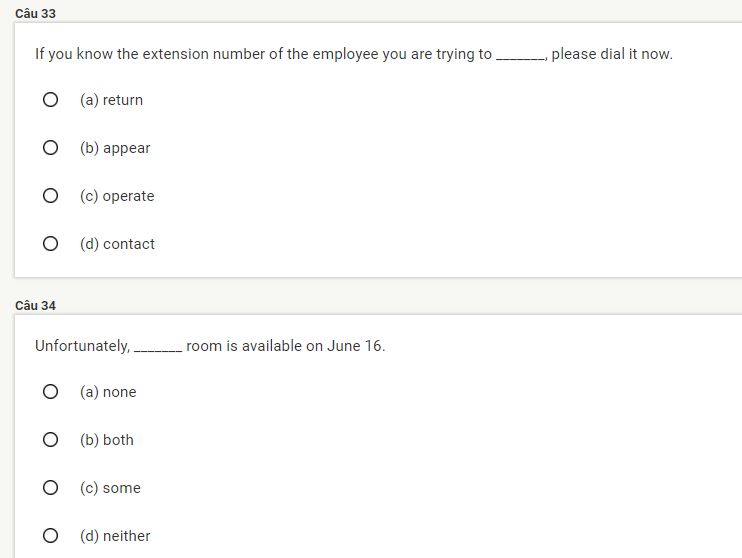 Câu 33
If you know the extension number of the employee you are trying to _______, please dial it now.
(a) return
(b) appear
(c) operate
(d) contact
Câu 34
Unfortunately, _______ room is available on June 16.
(a) none
(b) both
(c) some
(d) neither